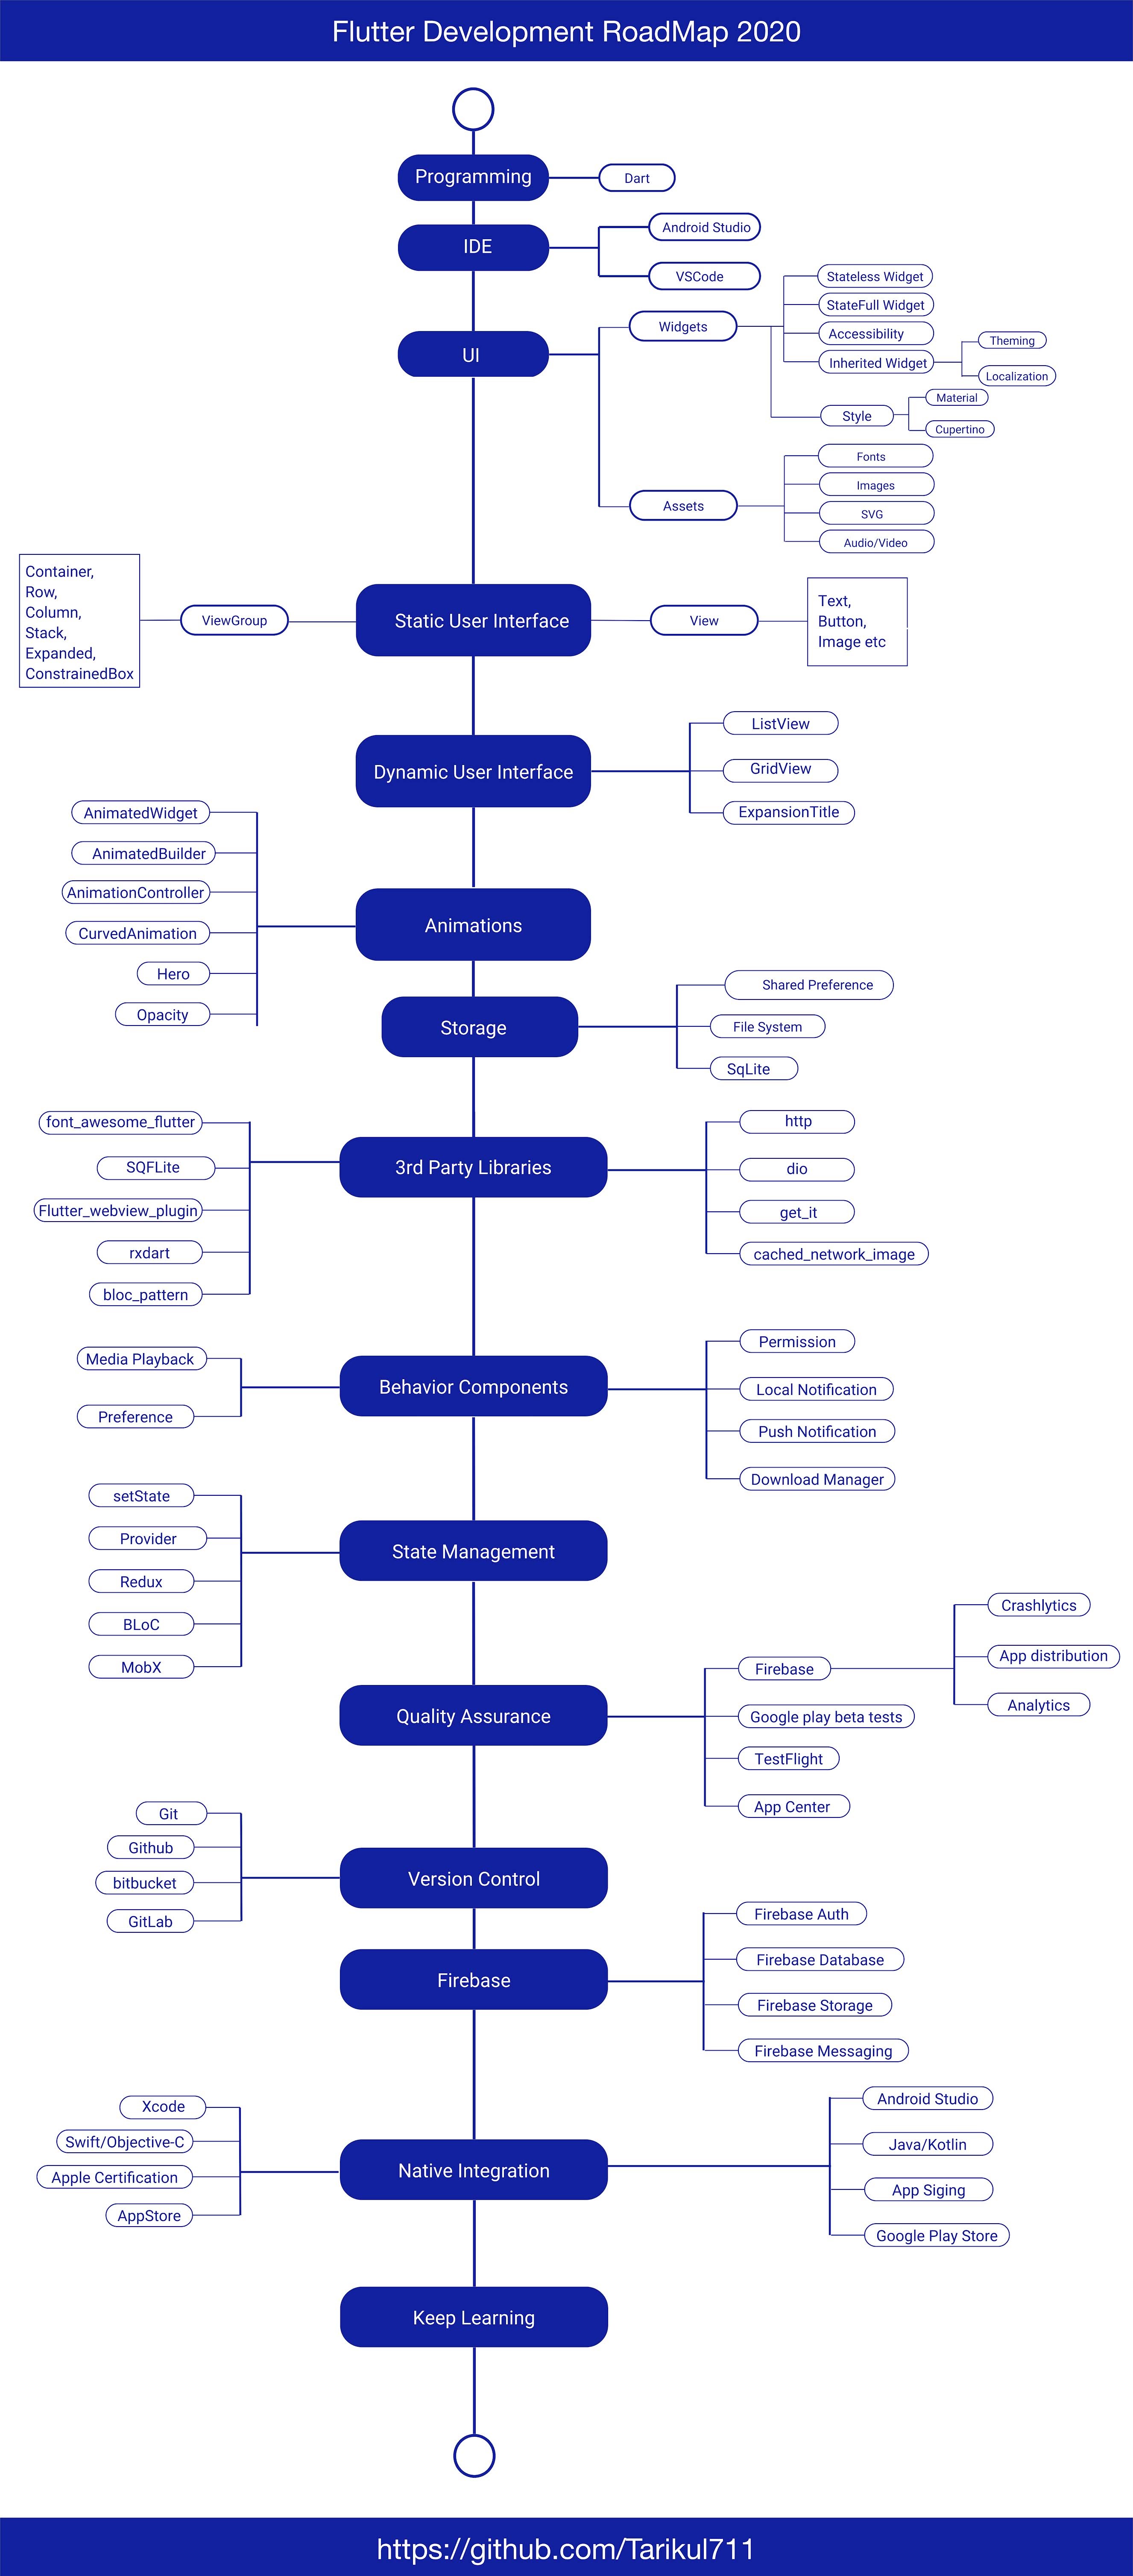 Flutter Development RoadMap 2020
Programming
Dart
IDE
Android Studio
VSCode
UI
Widgets
Stateless Widget
StateFull Widget
Accessibility
Inherited Widget
Theming
Localization
Style
Material
Cupertino
Assets
Fonts
Images
SVG
Audio/Video
Container,
Row,
Column,
Stack,
Expanded,
ConstrainedBox
ViewGroup
Static User Interface
View
Text,
Button,
Image etc
Dynamic User Interface
ListView
GridView
ExpansionTitle
AnimatedWidget
AnimatedBuilder
AnimationController
CurvedAnimation
Hero
Opacity
Animations
Storage
Shared Preference
File System
SqLite
font_awesome_flutter
SQFLite
Flutter_webview_plugin
rxdart
bloc_pattern
3rd Party Libraries
http
dio
get_it
cached_network_image
Media Playback
Preference
Behavior Components
Permission
Local Notification
Push Notification
Download Manager
setState
Provider
Redux
BLoC
MobX
State Management
Quality Assurance
Firebase
Crashlytics
App distribution
Analytics
Google play beta tests
TestFlight
App Center
Git
Github
bitbucket
GitLab
Version Control
Firebase
Firebase Auth
Firebase Database
Firebase Storage
Firebase Messaging
Xcode
Swift/Objective-C
Apple Certification
AppStore
Native Integration
Android Studio
Java/Kotlin
App Siging
Google Play Store
Keep Learning
https://github.com/Tarikul711